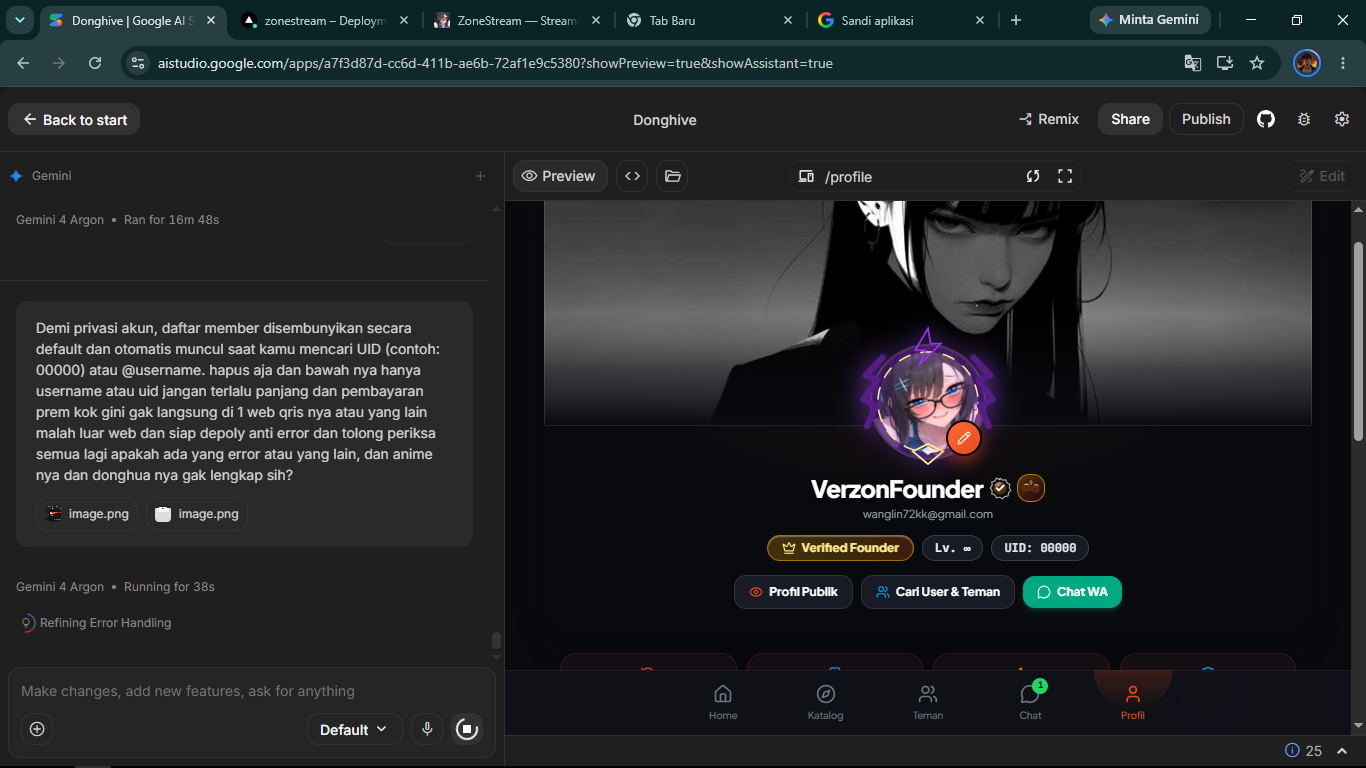 Donghive | Google AI S
zonestream – Deploym
ZoneStream — Stream
Tab Baru
Sandi aplikasi
Minta Gemini
aistudio.google.com/apps/a7f3d87d-cc6d-411b-ae6b-72af1e9c5380?showPreview=true&showAssistant=true
Back to start
Donghive
Remix
Share
Publish
Gemini
Preview
/profile
Edit
Gemini 4 Argon • Ran for 16m 48s
Demi privasi akun, daftar member disembunyikan secara
default dan otomatis muncul saat kamu mencari UID (contoh:
00000) atau @username. hapus aja dan bawah nya hanya
username atau uid jangan terlalu panjang dan pembayaran
prem kok gini gak langsung di 1 web qris nya atau yang lain
malah luar web dan siap depoly anti error dan tolong periksa
semua lagi apakah ada yang error atau yang lain, dan anime
nya dan donghua nya gak lengkap sih?
image.png
image.png
Gemini 4 Argon • Running for 38s
Refining Error Handling
Make changes, add new features, ask for anything
Default
VerzonFounder
wanglin72kk@gmail.com
Verified Founder
Lv. ∞
UID: 00000
Profil Publik
Cari User & Teman
Chat WA
Home
Katalog
Teman
1
Chat
Profil
25